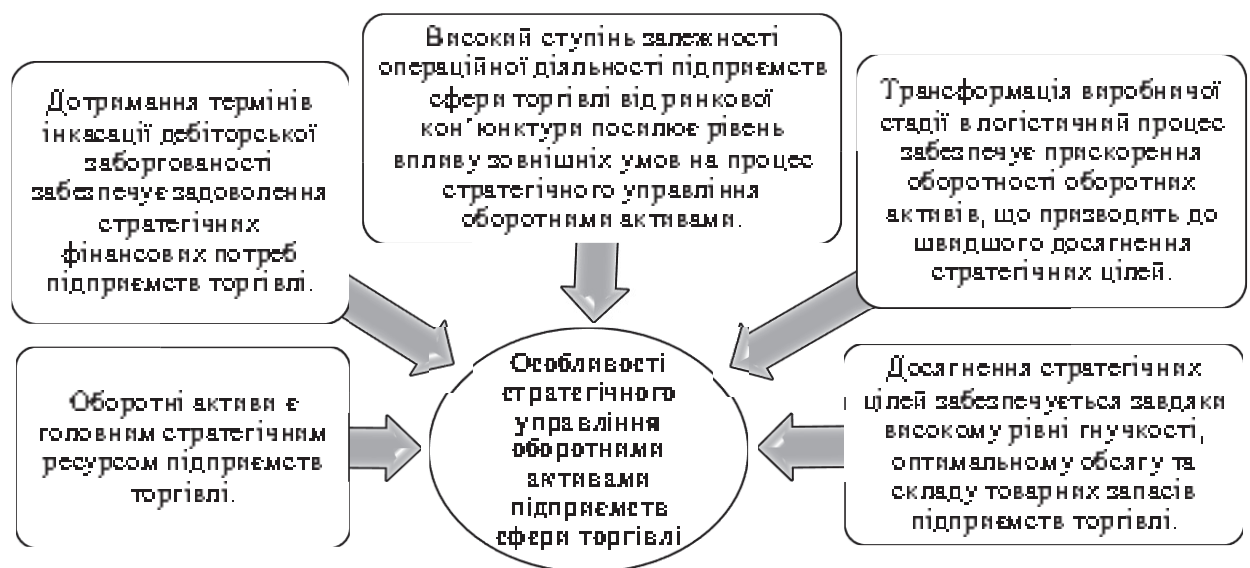 Дотримання термінів
інкасації дебіторської
заборгованості
забезпечує задоволення
стратегічних
фінансових потреб
підприємств торгівлі.
Високий ступінь залежності
операційної діяльності підприємств
сфери торгівлі від ринкової
кон’юнктури посилює рівень
впливу зовнішніх умов на процес
стратегічного управління
оборотними активами.
Трансформація виробничої
стадії в логістичний процес
забезпечує прискорення
оборотності оборотних
активів, що призводить до
швидшого досягнення
стратегічних цілей.
Оборотні активи є
головним стратегічним
ресурсом підприємств
торгівлі.
Особливості
стратегічного
управління
оборотними
активами
підприємств
сфери торгівлі
Досягнення стратегічних
цілей забезпечується завдяки
високому рівні гнучкості,
оптимальному обсягу та
складу товарних запасів
підприємств торгівлі.